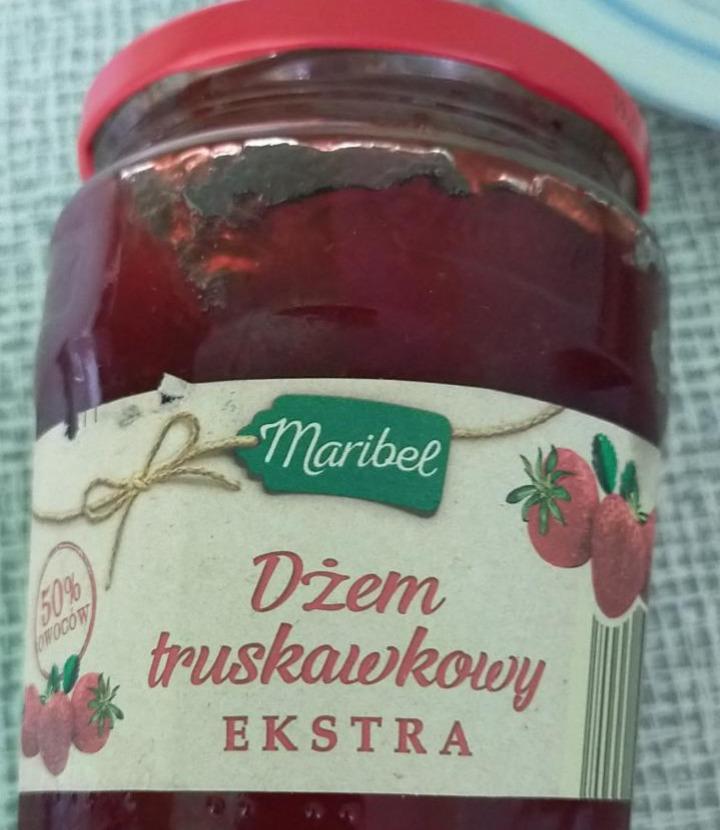 Maribel
50%
OWOCÓW
Dżem
truskawkowy
EKSTRA